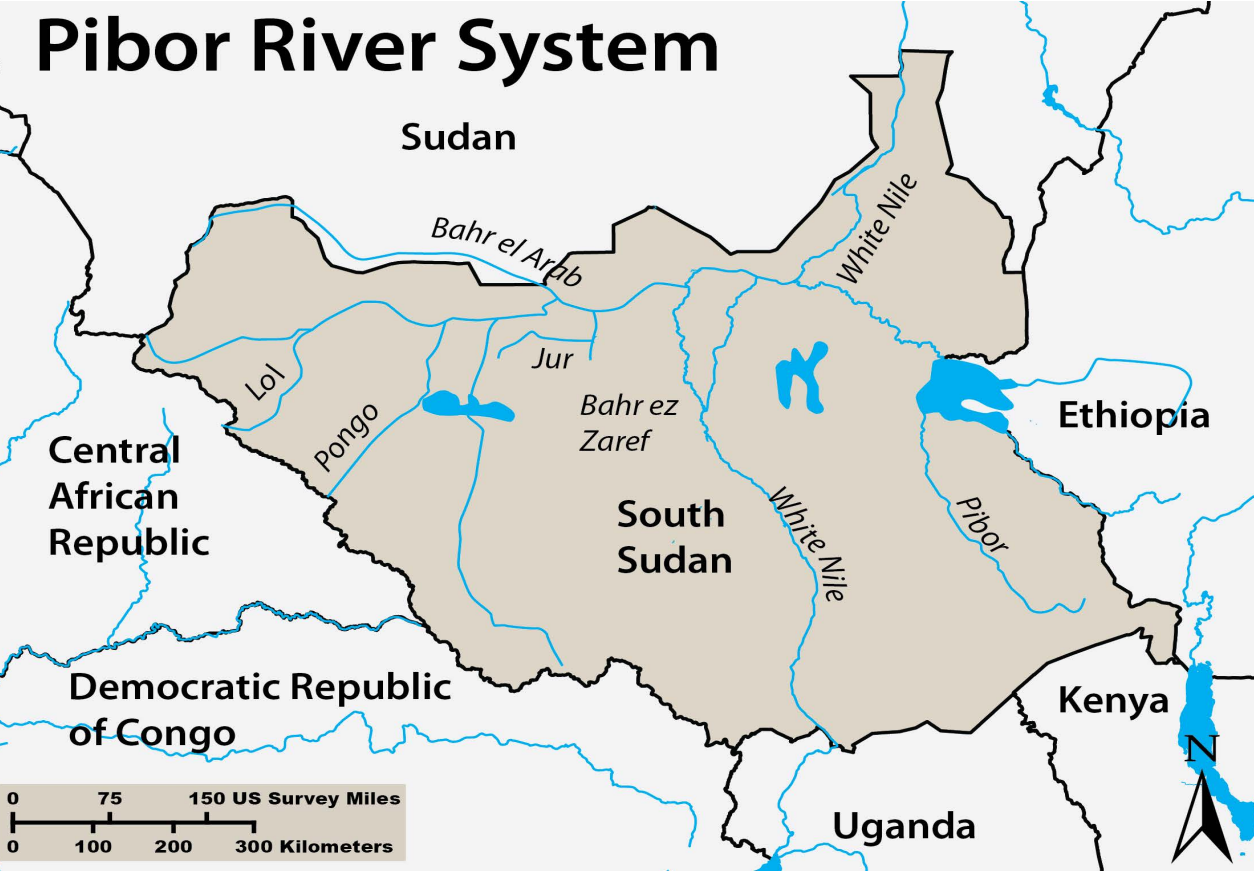 Pibor River System
Sudan
White Nile
Bahr el Arab
Jur
Lol
Bahr ez
Zaref
Pongo
Ethiopia
Central
African
Republic
South
Sudan
White Nile
Pibor
Democratic Republic
of Congo
Kenya
N
Uganda
0 75 150 US Survey Miles
0 100 200 300 Kilometers